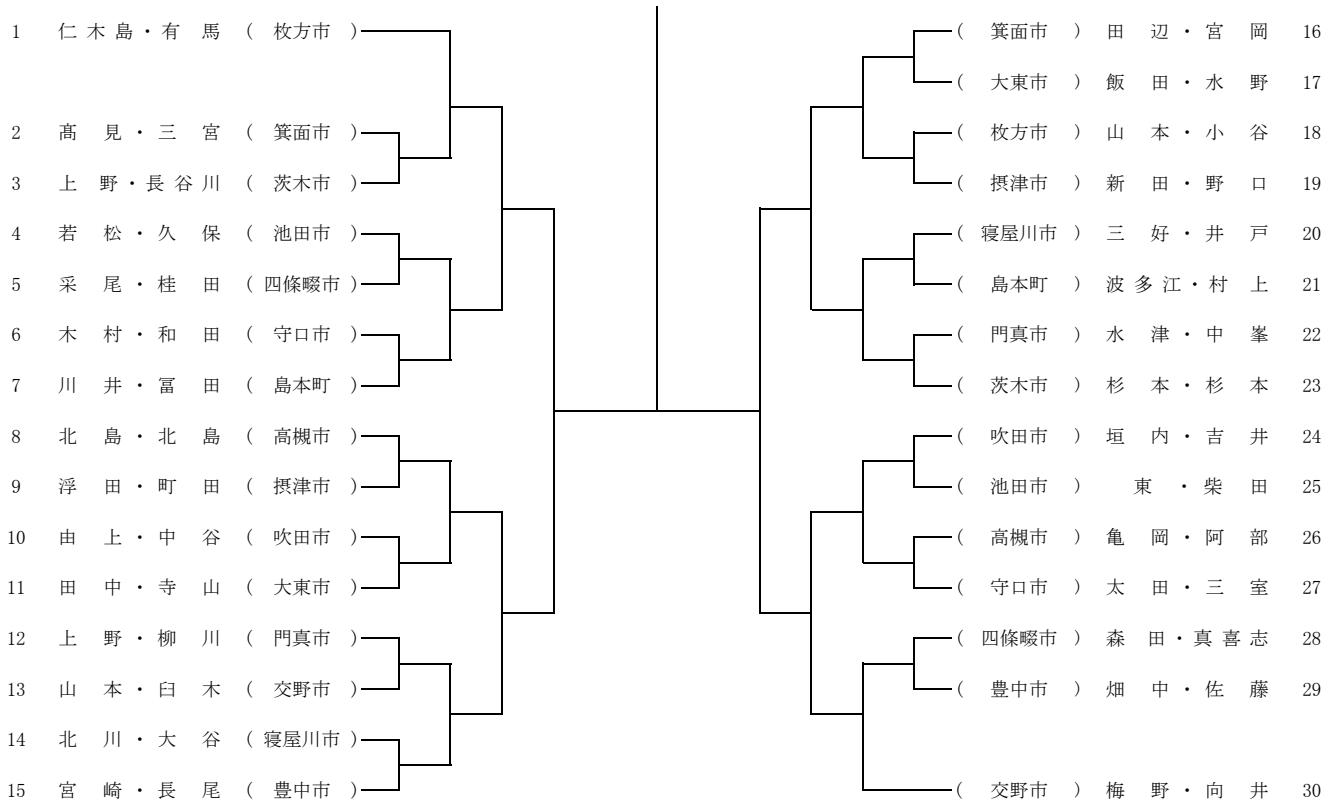 1 仁木島・有馬 ( 枚方市 )
2 髙見・三宮 ( 箕面市 )
3 上野・長谷川 ( 茨木市 )
4 若松・久保 ( 池田市 )
5 采尾・桂田 ( 四條畷市 )
6 木村・和田 ( 守口市 )
7 川井・冨田 ( 島本町 )
8 北島・北島 ( 高槻市 )
9 浮田・町田 ( 摂津市 )
10 由上・中谷 ( 吹田市 )
11 田中・寺山 ( 大東市 )
12 上野・柳川 ( 門真市 )
13 山本・臼木 ( 交野市 )
14 北川・大谷 ( 寝屋川市 )
15 宮崎・長尾 ( 豊中市 )
( 箕面市 ) 田辺・宮岡 16
( 大東市 ) 飯田・水野 17
( 枚方市 ) 山本・小谷 18
( 摂津市 ) 新田・野口 19
( 寝屋川市 ) 三好・井戸 20
( 島本町 ) 波多江・村上 21
( 門真市 ) 水津・中峯 22
( 茨木市 ) 杉本・杉本 23
( 吹田市 ) 垣内・吉井 24
( 池田市 ) 東・柴田 25
( 高槻市 ) 亀岡・阿部 26
( 守口市 ) 太田・三室 27
( 四條畷市 ) 森田・真喜志 28
( 豊中市 ) 畑中・佐藤 29
( 交野市 ) 梅野・向井 30